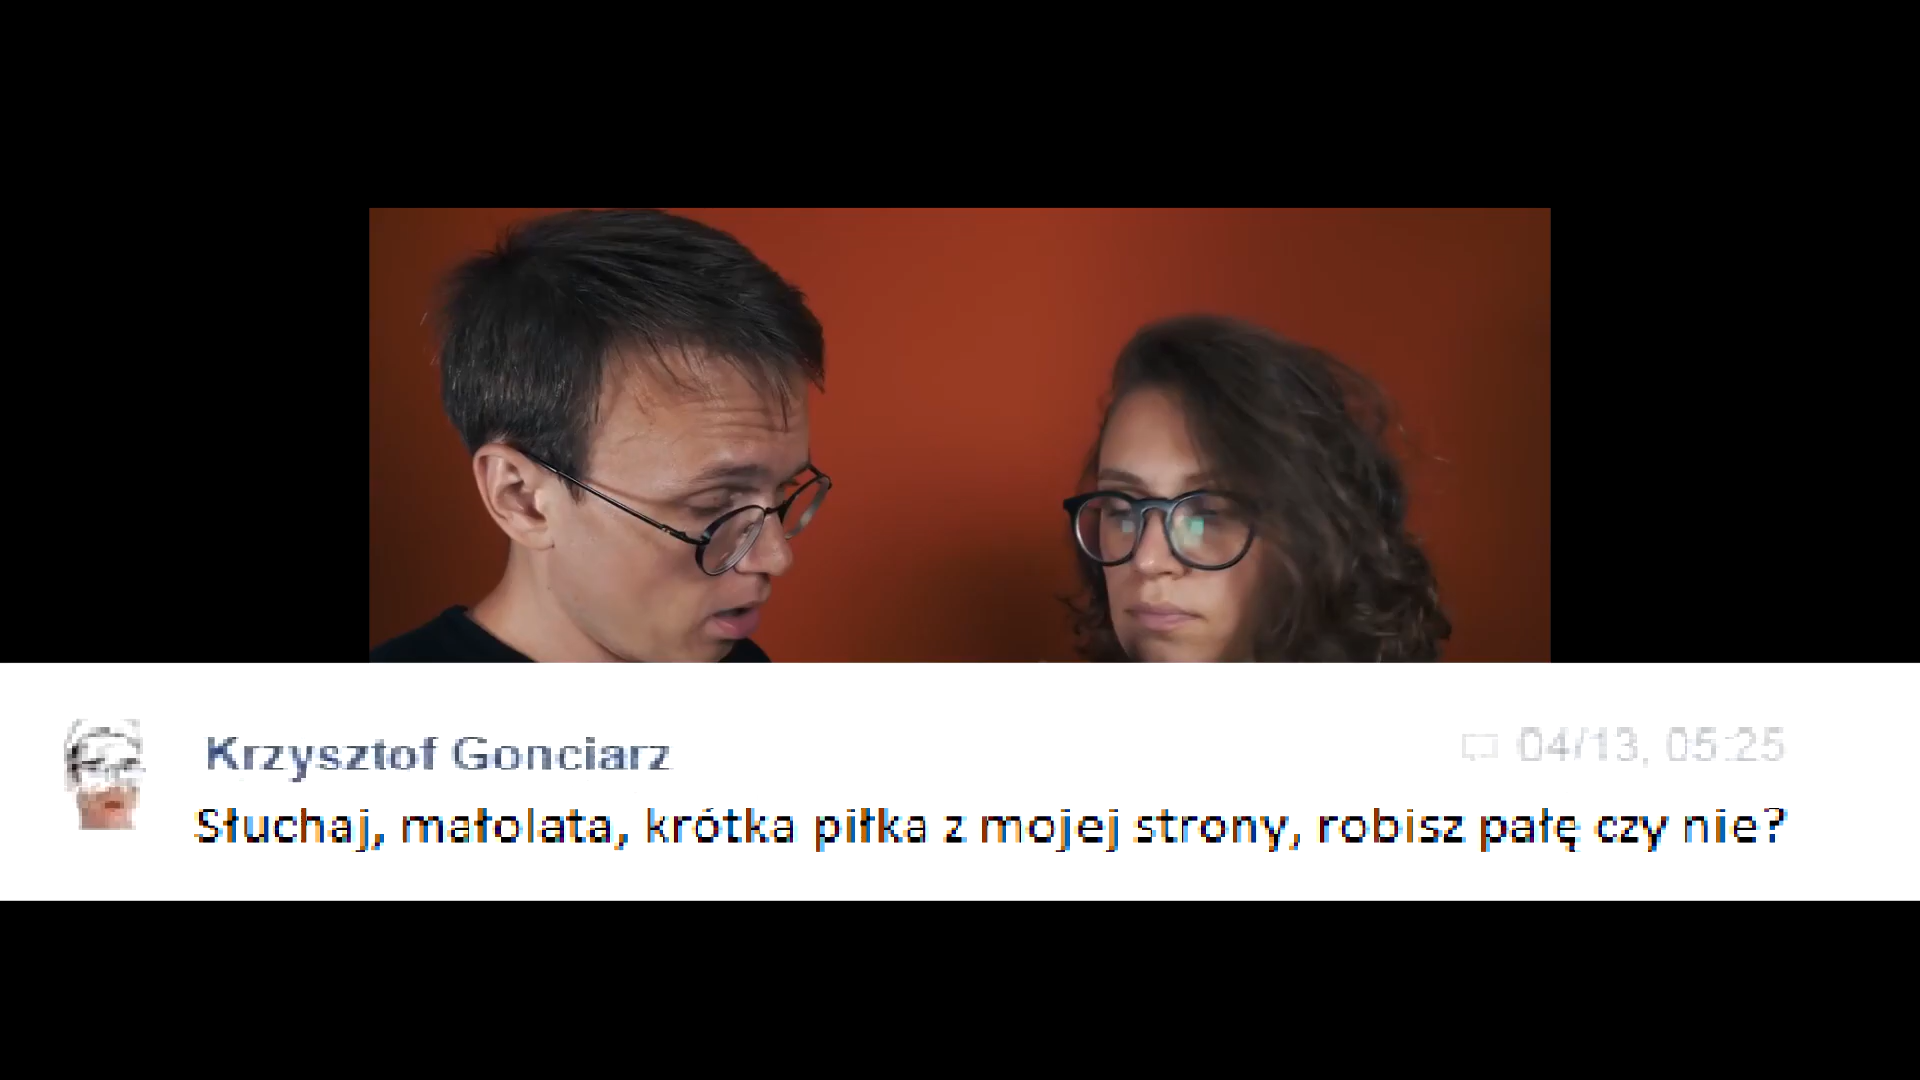 Krzysztof Gonciarz
04/13, 05:25
Słuchaj, małolata, krótka piłka z mojej strony, robisz pałę czy nie?